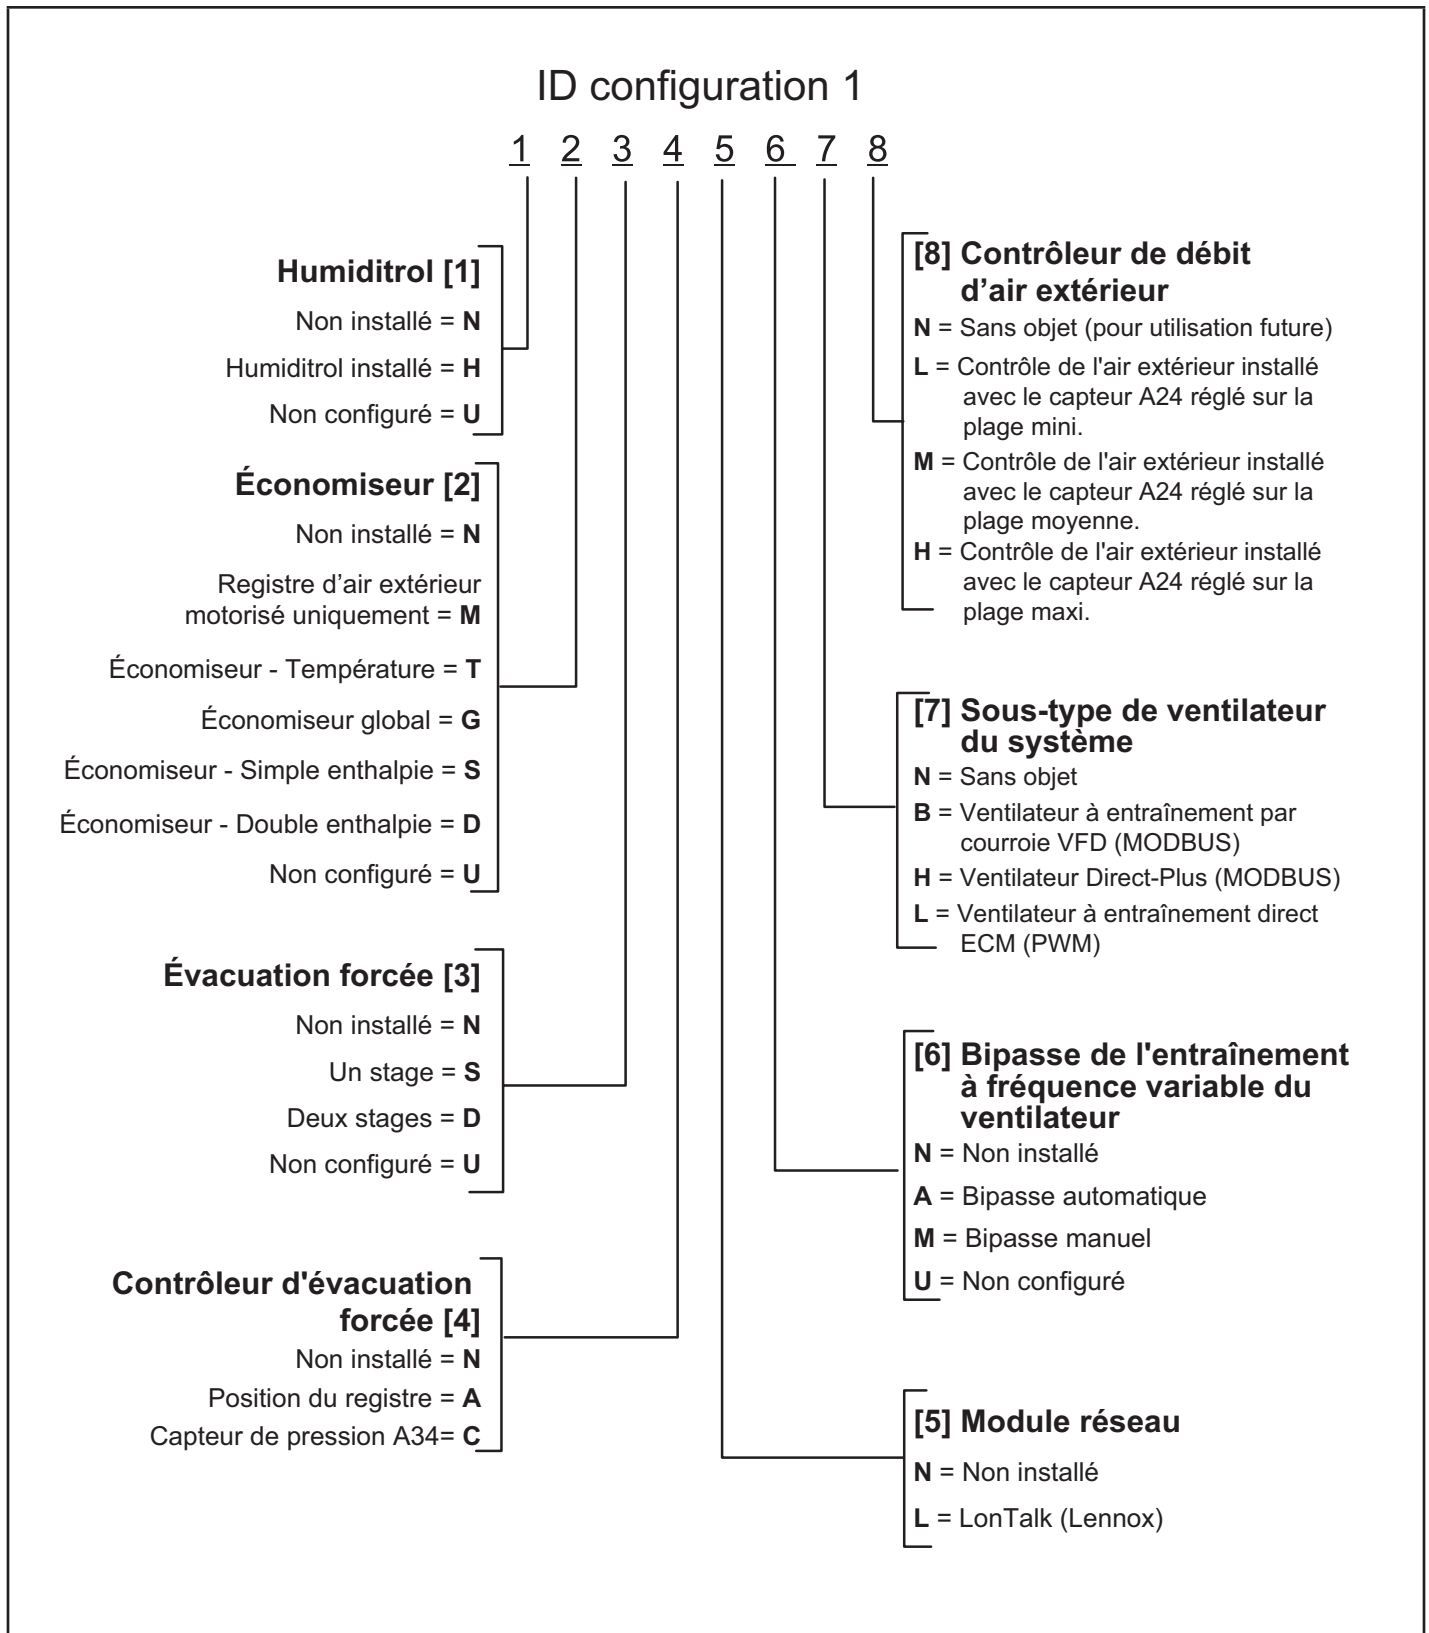 ID configuration 1
1 2 3 4 5 6 7 8
Humiditrol [1]
Non installé = N
Humiditrol installé = H
Non configuré = U
Économiseur [2]
Non installé = N
Registre d’air extérieur
motorisé uniquement = M
Économiseur - Température = T
Économiseur global = G
Économiseur - Simple enthalpie = S
Économiseur - Double enthalpie = D
Non configuré = U
Évacuation forcée [3]
Non installé = N
Un stage = S
Deux stages = D
Non configuré = U
Contrôleur d'évacuation
forcée [4]
Non installé = N
Position du registre = A
Capteur de pression A34= C
[8] Contrôleur de débit
d’air extérieur
N = Sans objet (pour utilisation future)
L = Contrôle de l'air extérieur installé
avec le capteur A24 réglé sur la
plage mini.
M = Contrôle de l'air extérieur installé
avec le capteur A24 réglé sur la
plage moyenne.
H = Contrôle de l'air extérieur installé
avec le capteur A24 réglé sur la
plage maxi.
[7] Sous-type de ventilateur
du système
N = Sans objet
B = Ventilateur à entraînement par
courroie VFD (MODBUS)
H = Ventilateur Direct-Plus (MODBUS)
L = Ventilateur à entraînement direct
ECM (PWM)
[6] Bipasse de l'entraînement
à fréquence variable du
ventilateur
N = Non installé
A = Bipasse automatique
M = Bipasse manuel
U = Non configuré
[5] Module réseau
N = Non installé
L = LonTalk (Lennox)